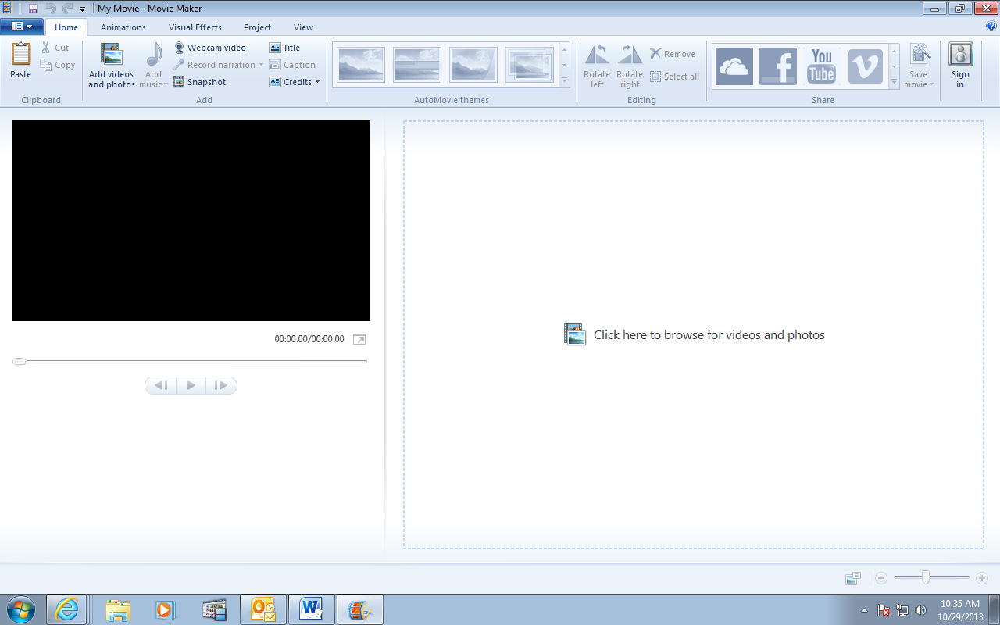 My Movie - Movie Maker
Home Animations Visual Effects Project View
Paste
Cut
Copy
Clipboard
Add videos
and photos
Add
music
Webcam video
Record narration
Snapshot
Title
Caption
Credits
Add
AutoMovie themes
Rotate
left
Rotate
right
Remove
Select all
Editing
You
Tube
Share
Save
movie
Sign
in
00:00.00/00:00.00
Click here to browse for videos and photos
10:35 AM
10/29/2013